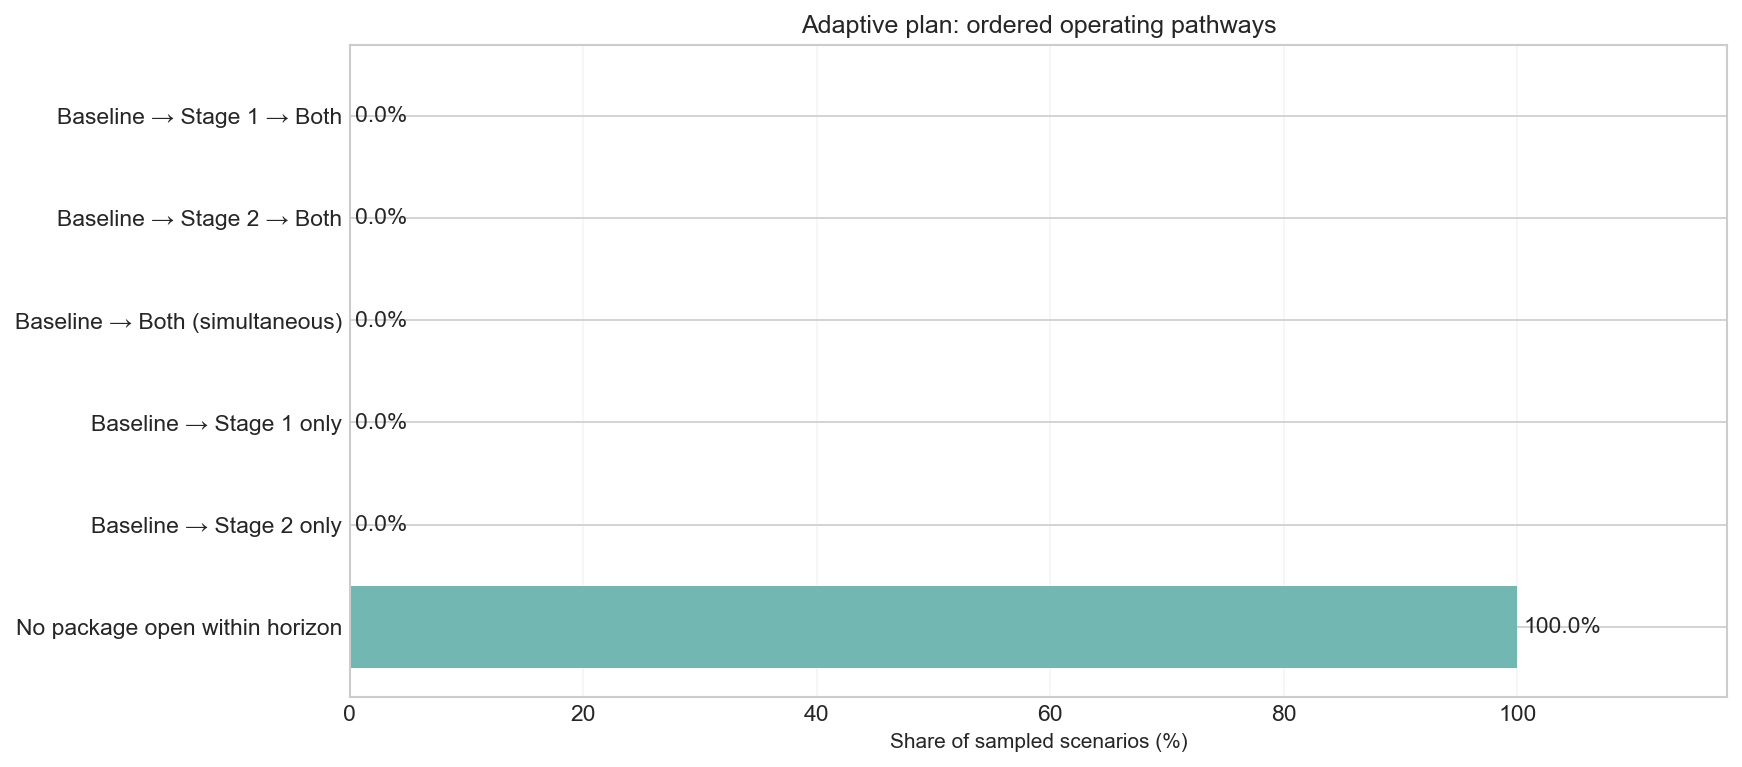 Adaptive plan: ordered operating pathways
Baseline → Stage 1 → Both 0.0%
Baseline → Stage 2 → Both 0.0%
Baseline → Both (simultaneous) 0.0%
Baseline → Stage 1 only 0.0%
Baseline → Stage 2 only 0.0%
No package open within horizon 100.0%
0 20 40 60 80 100
Share of sampled scenarios (%)